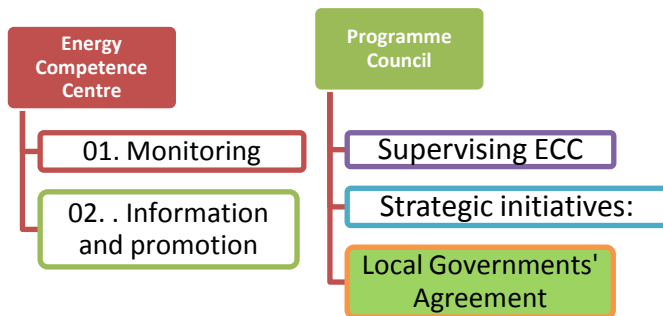 Energy
Competence
Centre
01. Monitoring
02. . Information
and promotion
Programme
Council
Supervising ECC
Strategic initiatives:
Local Governments'
Agreement